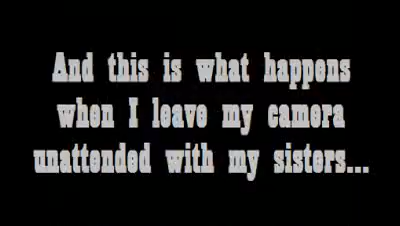 And this is what happens
when I leave my camera
unattended with my sisters...